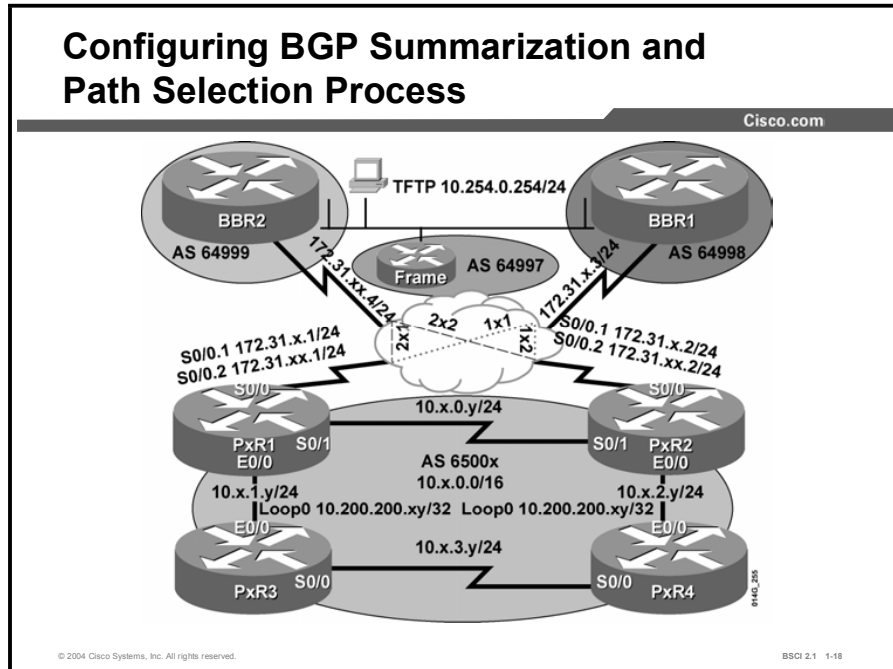 Configuring BGP Summarization and
Path Selection Process
Cisco.com
TFTP 10.254.0.254/24
BBR2
BBR1
AS 64999
AS 64998
Frame
AS 64997
172.31.xx.4/24
172.31.x.3/24
2x1
2x2
1x1
1x2
S0/0.1 172.31.x.1/24
S0/0.2 172.31.xx.1/24
S0/0.1 172.31.x.2/24
S0/0.2 172.31.xx.2/24
S0/0
S0/0
10.x.0.y/24
PxR1
S0/1
E0/0
S0/1
PxR2
E0/0
AS 6500x
10.x.0.0/16
10.x.1.y/24
10.x.2.y/24
Loop0 10.200.200.xy/32 Loop0 10.200.200.xy/32
E0/0
E0/0
10.x.3.y/24
PxR3
S0/0
S0/0
PxR4
014G_255
© 2004 Cisco Systems, Inc. All rights reserved.
BSCI 2.1 1-18